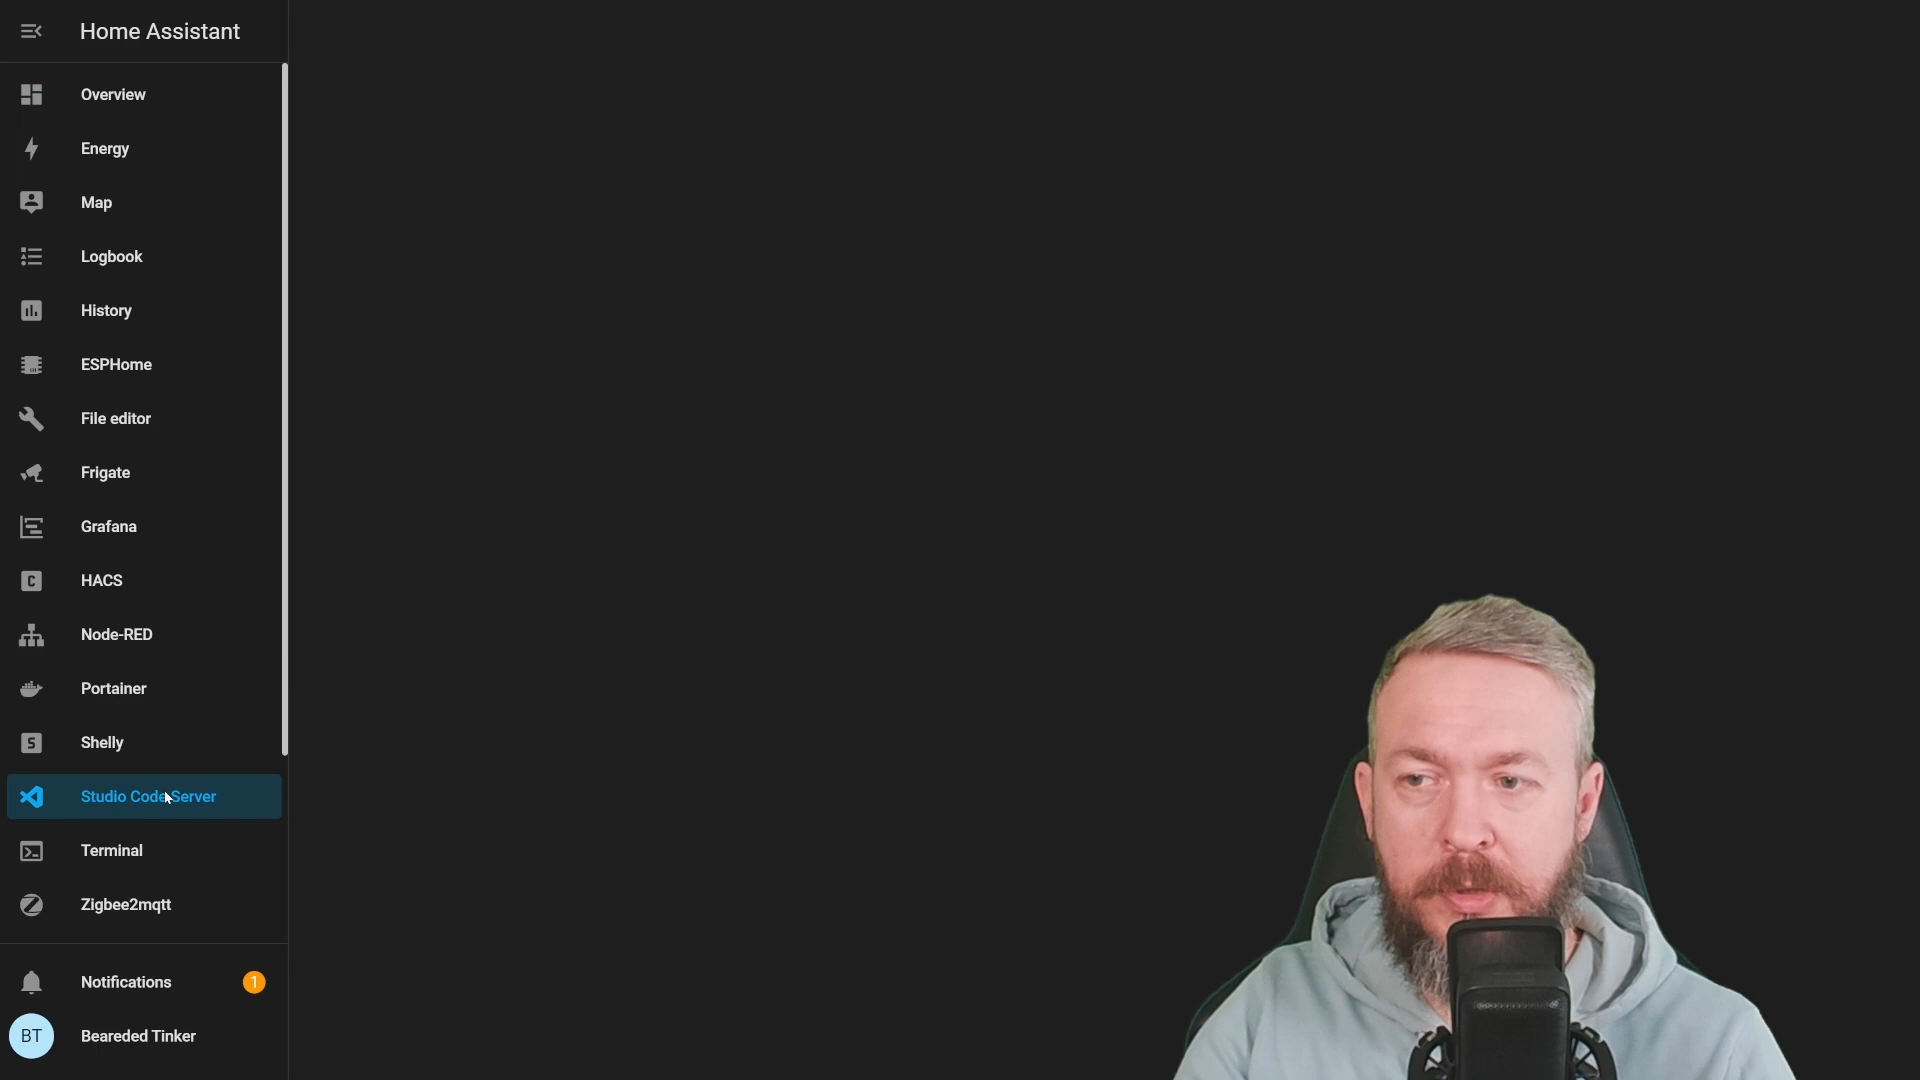 Home Assistant
Overview
Energy
Map
Logbook
History
ESPHome
File editor
Frigate
Grafana
HACS
Node-RED
Portainer
Shelly
Studio Code Server
Terminal
Zigbee2mqtt
Notifications 1
BT Beareded Tinker